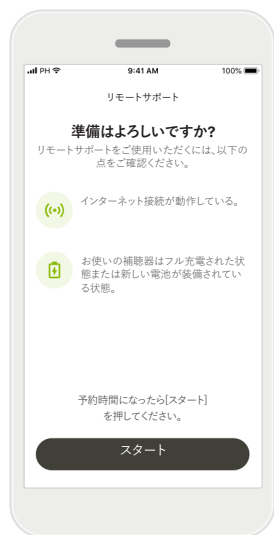 PH 9:41 AM 100%
リモートサポート
準備はよろしいですか?
リモートサポートをご使用いただくには、以下の
点をご確認ください。
インターネット接続が動作している。
お使いの補聴器はフル充電された状
態または新しい電池が装備されてい
る状態。
予約時間になったら[スタート]
を押してください。
スタート